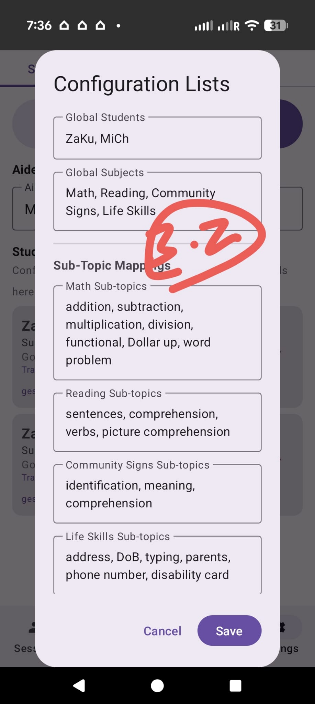 7:36
31
Configuration Lists
Global Students
ZaKu, MiCh
Global Subjects
Math, Reading, Community
Signs, Life Skills
3.2
Sub-Topic Mappings
Math Sub-topics
addition, subtraction,
multiplication, division,
functional, Dollar up, word
problem
Reading Sub-topics
sentences, comprehension,
verbs, picture comprehension
Community Signs Sub-topics
identification, meaning,
comprehension
Life Skills Sub-topics
address, DoB, typing, parents,
phone number, disability card
Cancel
Save